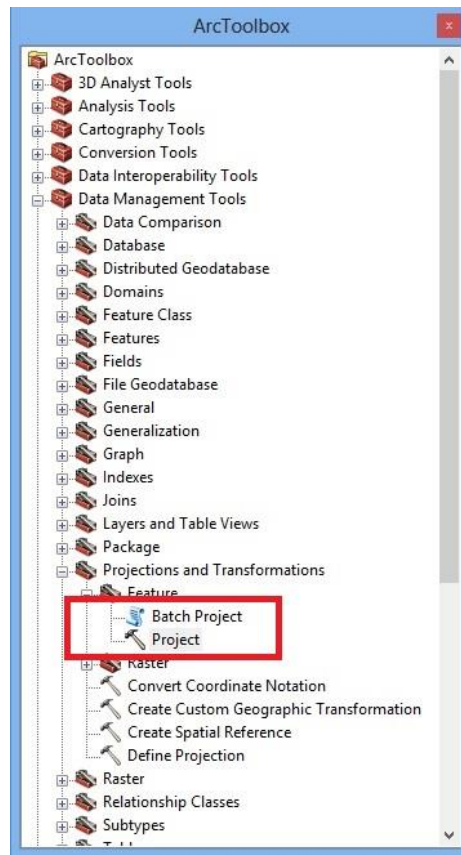 ArcToolbox
x
ArcToolbox
3D Analyst Tools
Analysis Tools
Cartography Tools
Conversion Tools
Data Interoperability Tools
Data Management Tools
Data Comparison
Database
Distributed Geodatabase
Domains
Feature Class
Features
Fields
File Geodatabase
General
Generalization
Graph
Indexes
Joins
Layers and Table Views
Package
Projections and Transformations
Feature
Batch Project
Project
Raster
Convert Coordinate Notation
Create Custom Geographic Transformation
Create Spatial Reference
Define Projection
Raster
Relationship Classes
Subtypes